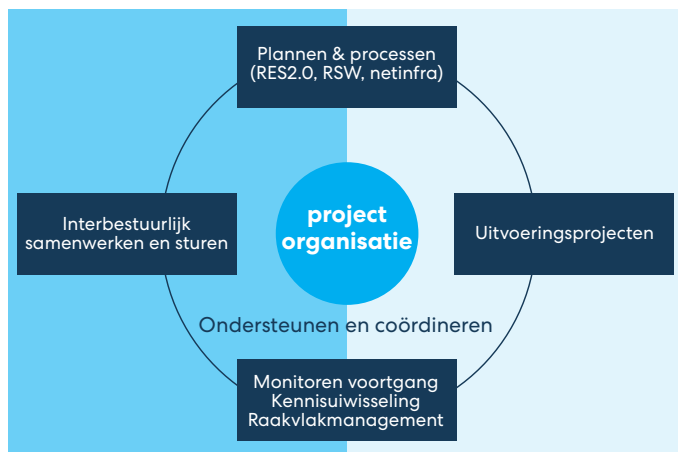 Plannen & processen
(RES2.0, RSW, netinfra)
Interbestuurlijk
samenwerken en sturen
project
organisatie
Uitvoeringsprojecten
Ondersteunen en coördineren
Monitoren voortgang
Kennisuiwisseling
Raakvlakmanagement